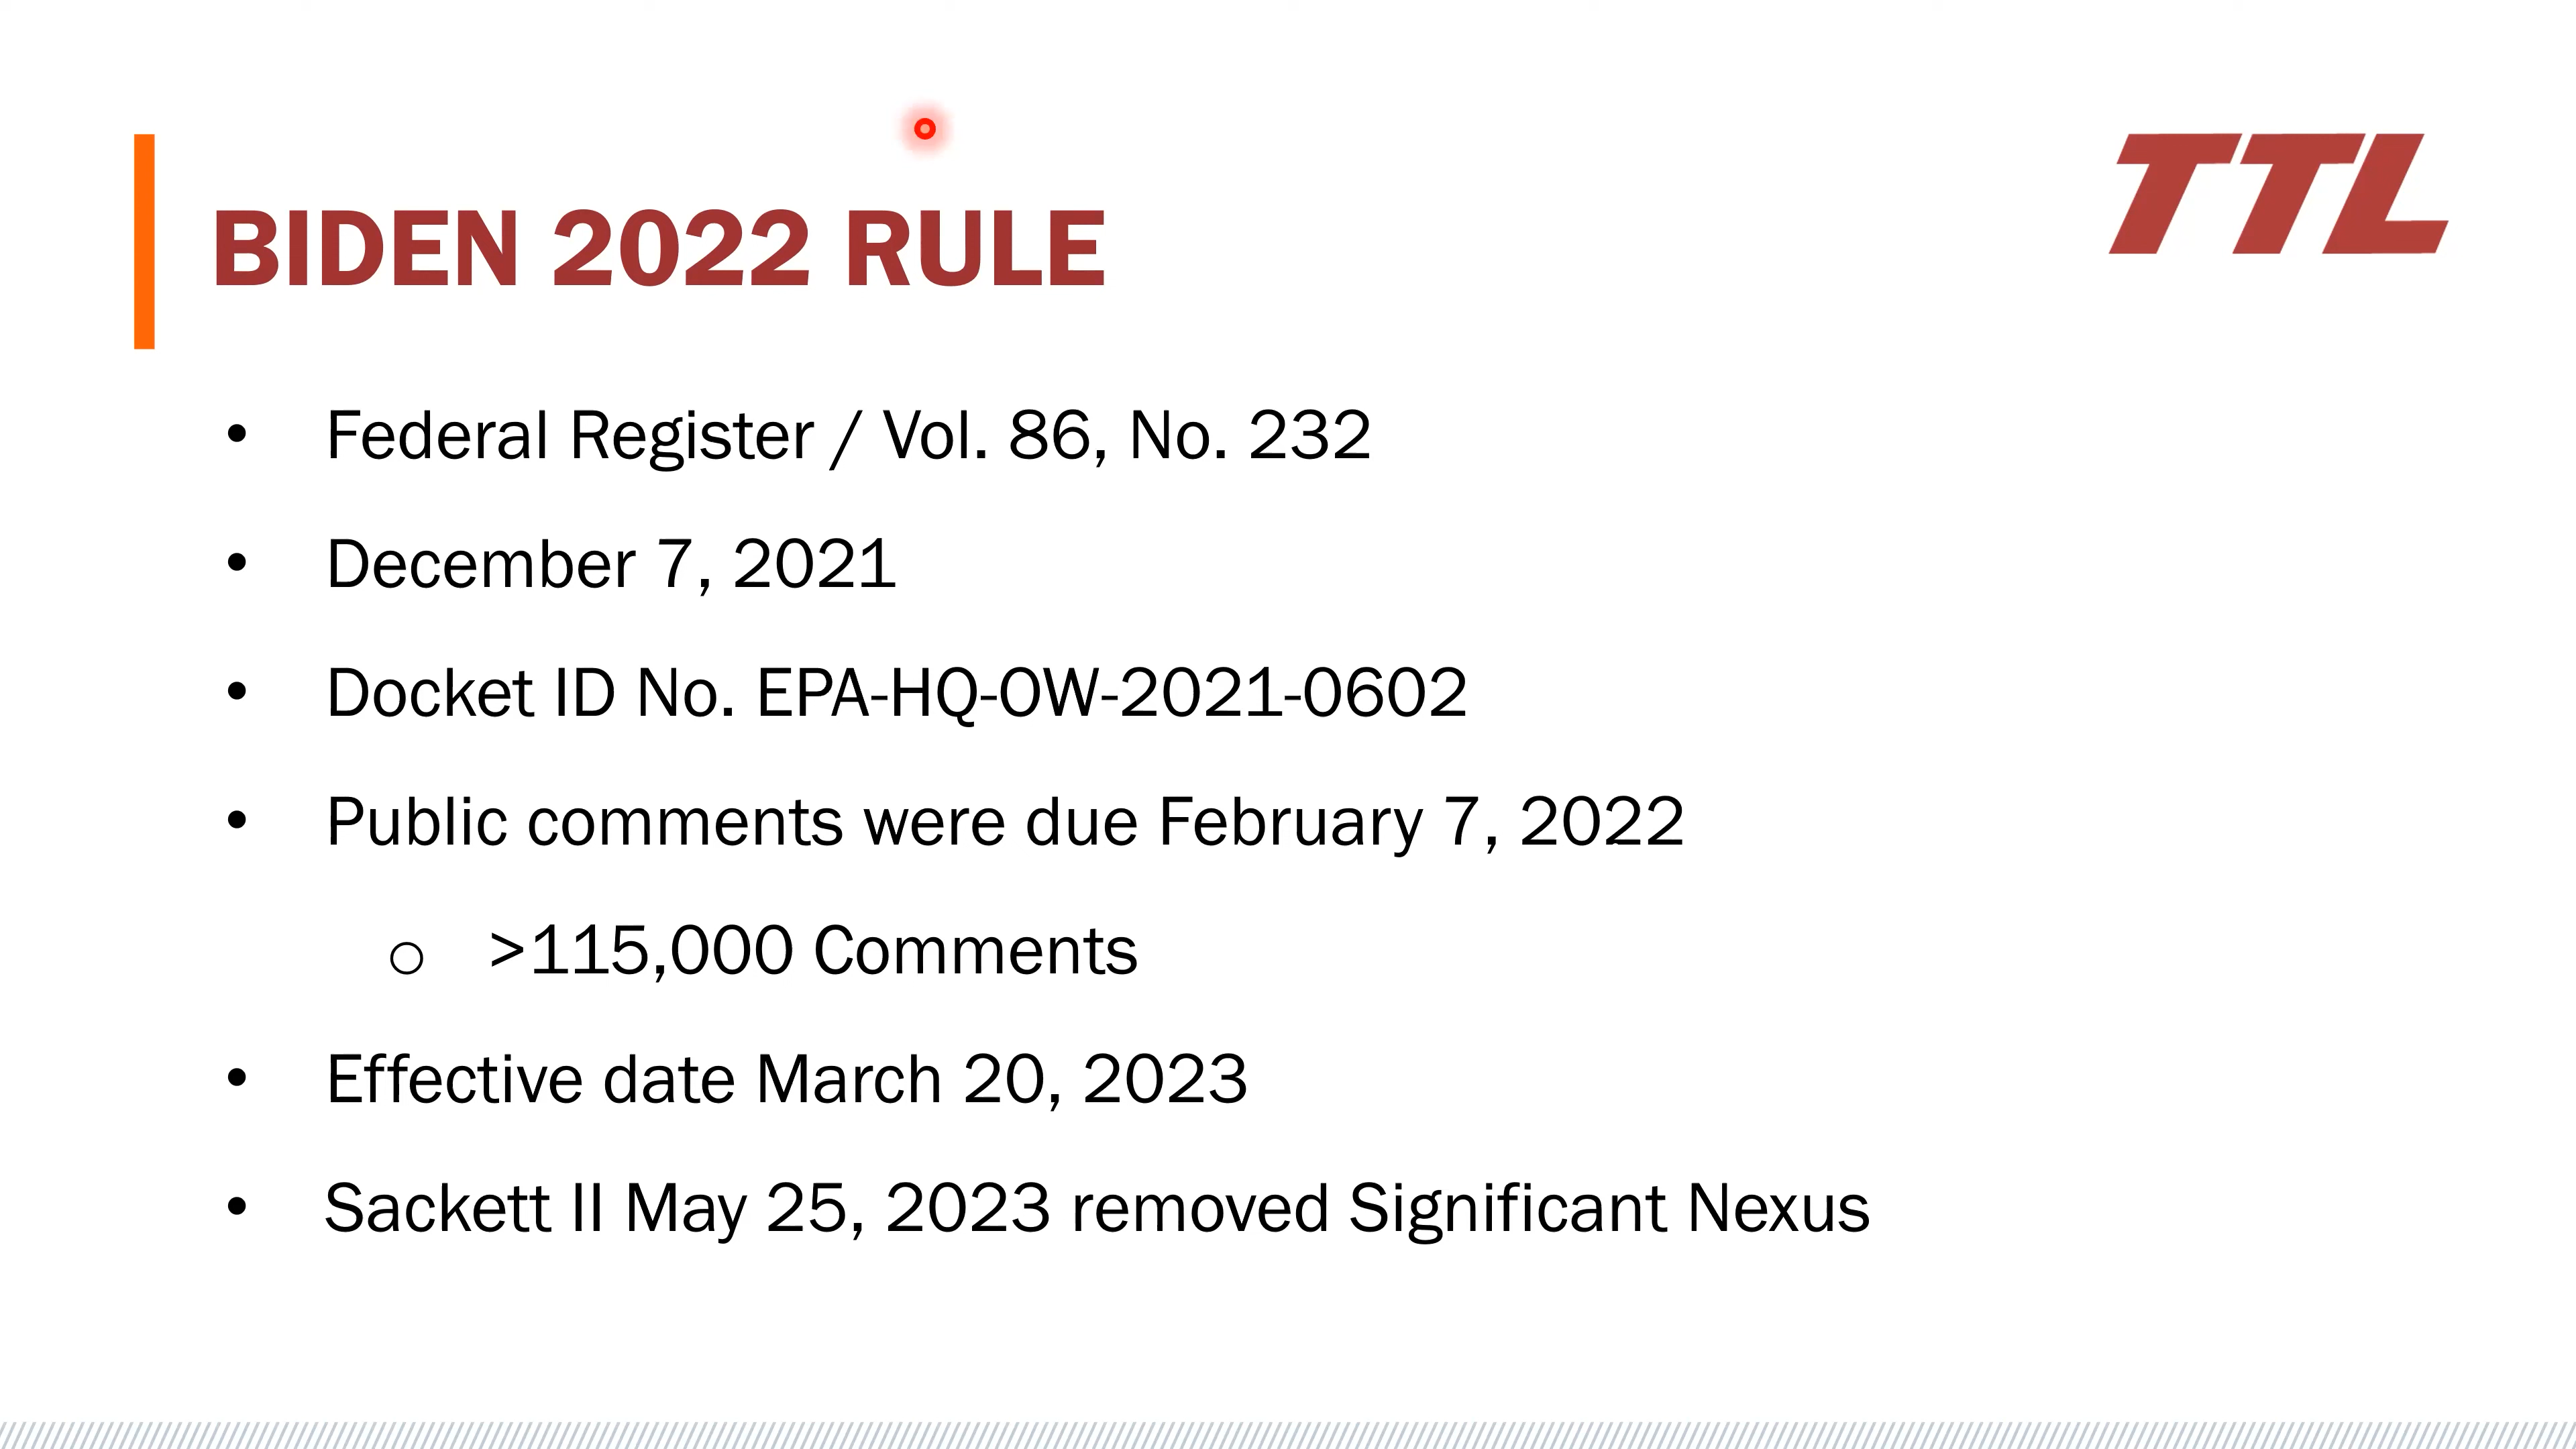 TTL
BIDEN 2022 RULE
• Federal Register / Vol. 86, No. 232
• December 7, 2021
• Docket ID No. EPA-HQ-OW-2021-0602
• Public comments were due February 7, 2022
o >115,000 Comments
• Effective date March 20, 2023
• Sackett II May 25, 2023 removed Significant Nexus